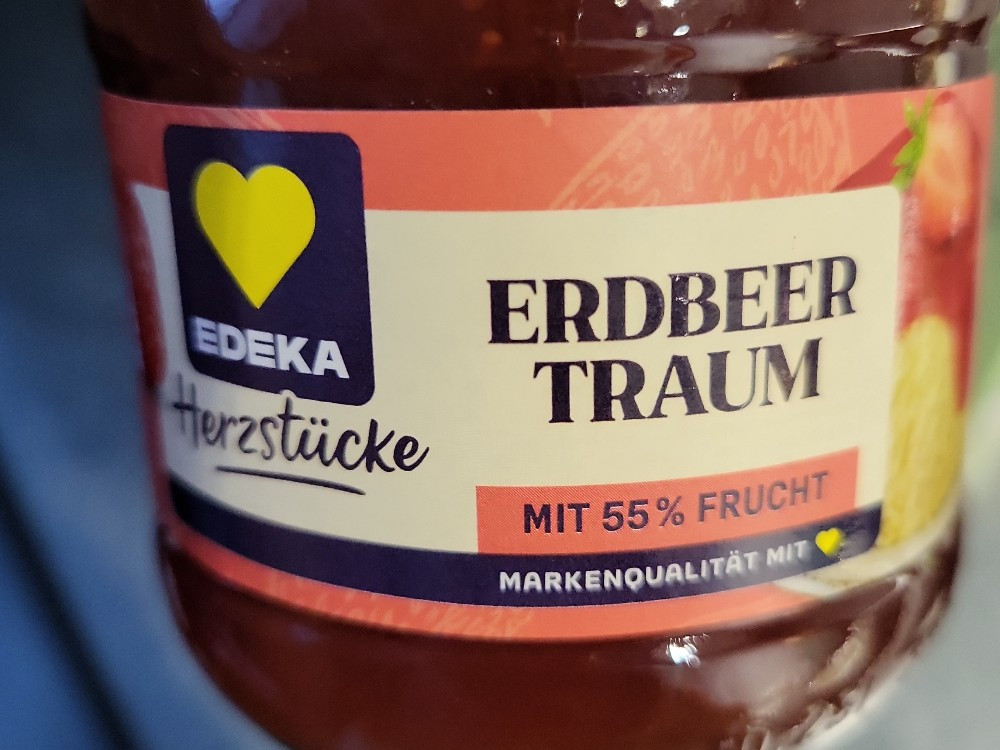 EDEKA
Herzstücke
ERDBEER
TRAUM
MIT 55% FRUCHT
MARKENQUALITÄT MIT